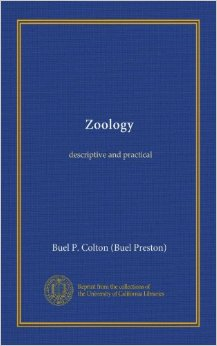 Zoology
descriptive and practical
Buel P. Colton (Buel Preston)
Reprint from the collections of
the University of California Libraries